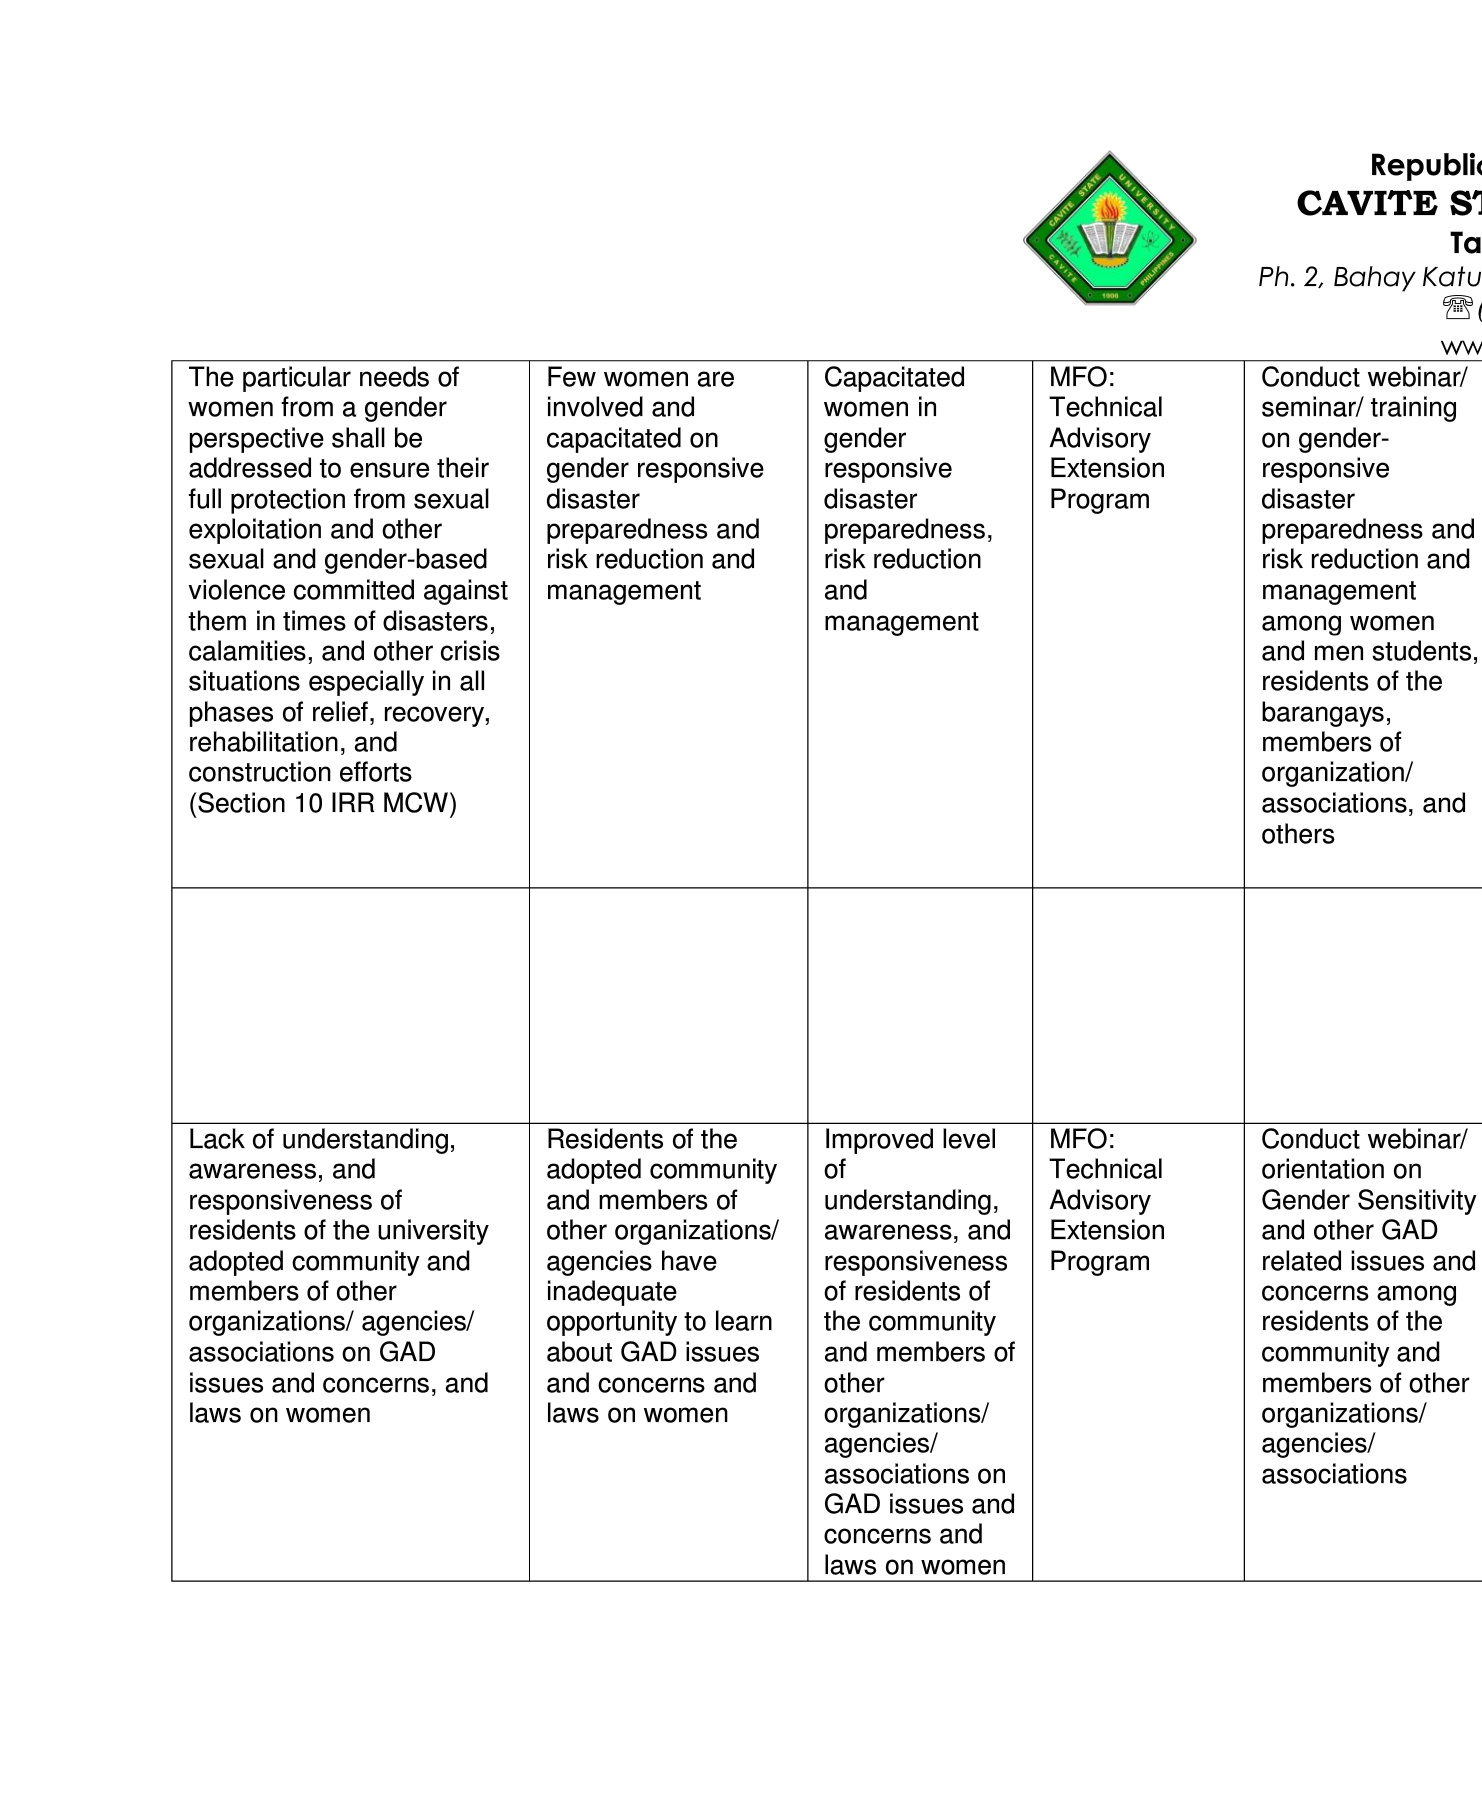 CAVITE STATE UNIVERSITY
CAVITE PHILIPPINES
1906
Republic
CAVITE ST
Ta
Ph. 2, Bahay Katu
(
ww
The particular needs of
women from a gender
perspective shall be
addressed to ensure their
full protection from sexual
exploitation and other
sexual and gender-based
violence committed against
them in times of disasters,
calamities, and other crisis
situations especially in all
phases of relief, recovery,
rehabilitation, and
construction efforts
(Section 10 IRR MCW)
Few women are
involved and
capacitated on
gender responsive
disaster
preparedness and
risk reduction and
management
Capacitated
women in
gender
responsive
disaster
preparedness,
risk reduction
and
management
MFO:
Technical
Advisory
Extension
Program
Conduct webinar/
seminar/ training
on gender-
responsive
disaster
preparedness and
risk reduction and
management
among women
and men students,
residents of the
barangays,
members of
organization/
associations, and
others
Lack of understanding,
awareness, and
responsiveness of
residents of the university
adopted community and
members of other
organizations/ agencies/
associations on GAD
issues and concerns, and
laws on women
Residents of the
adopted community
and members of
other organizations/
agencies have
inadequate
opportunity to learn
about GAD issues
and concerns and
laws on women
Improved level
of
understanding,
awareness, and
responsiveness
of residents of
the community
and members of
other
organizations/
agencies/
associations on
GAD issues and
concerns and
laws on women
MFO:
Technical
Advisory
Extension
Program
Conduct webinar/
orientation on
Gender Sensitivity
and other GAD
related issues and
concerns among
residents of the
community and
members of other
organizations/
agencies/
associations